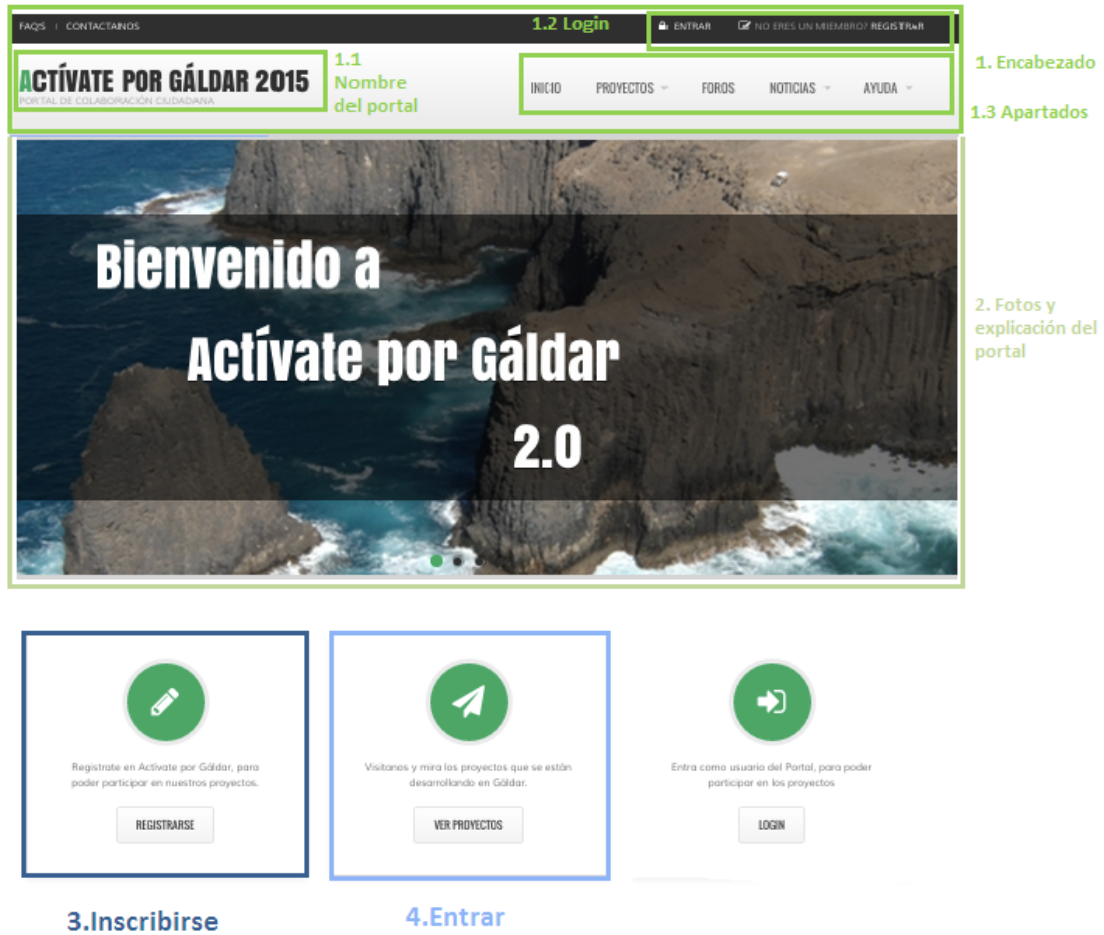 FAQ'S | CONTACTANOS
1.2 Login
ENTRAR
NO ERES UN MIEMBRO? REGISTRAR
1. Encabezado
ACTÍVATE POR GÁLDAR 2015
PORTAL DE COLABORACIÓN CIUDADANA
1.1
Nombre
del portal
INICIO
PROYECTOS
FOROS
NOTICIAS
AYUDA
1.3 Apartados
Bienvenido a
Actívate por Gáldar
2.0
2. Fotos y
explicación del
portal
Registrate en Activate por Gáldar, para
poder participar en nuestros proyectos.
REGISTRARSE
Visitanos y mira los proyectos que se están
desarrollando en Gáldar.
VER PROYECTOS
Entra como usuario del Portal, para poder
participar en los proyectos
LOGIN
3.Inscribirse
4.Entrar